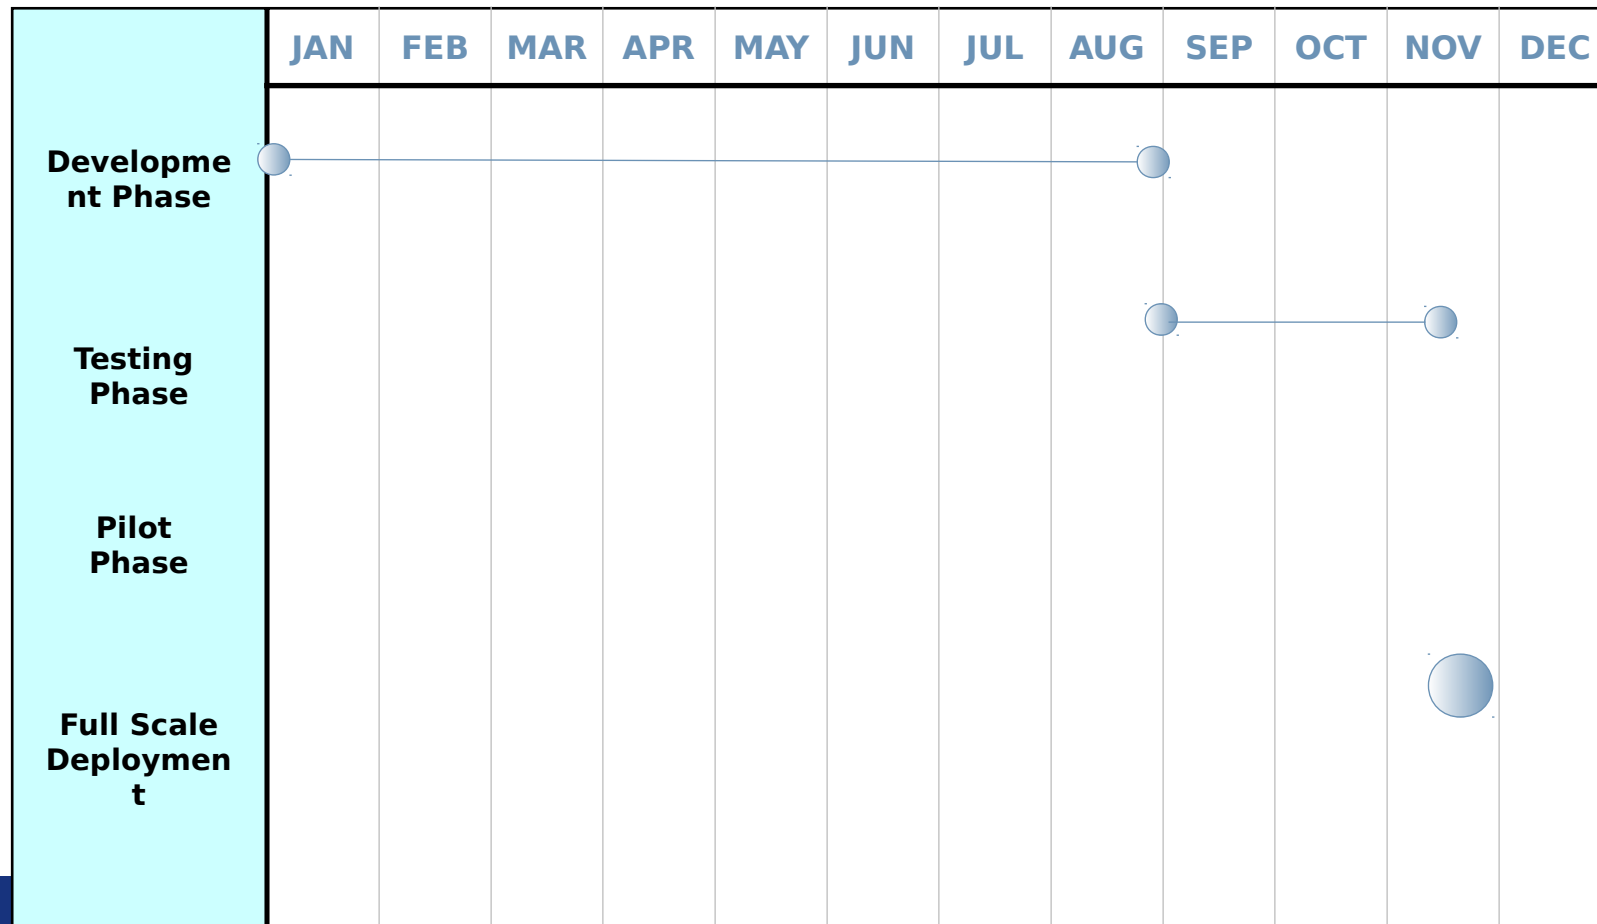 JAN FEB MAR APR MAY JUN JUL AUG SEP OCT NOV DEC
Developme
nt Phase
Testing
Phase
Pilot
Phase
Full Scale
Deploymen
t